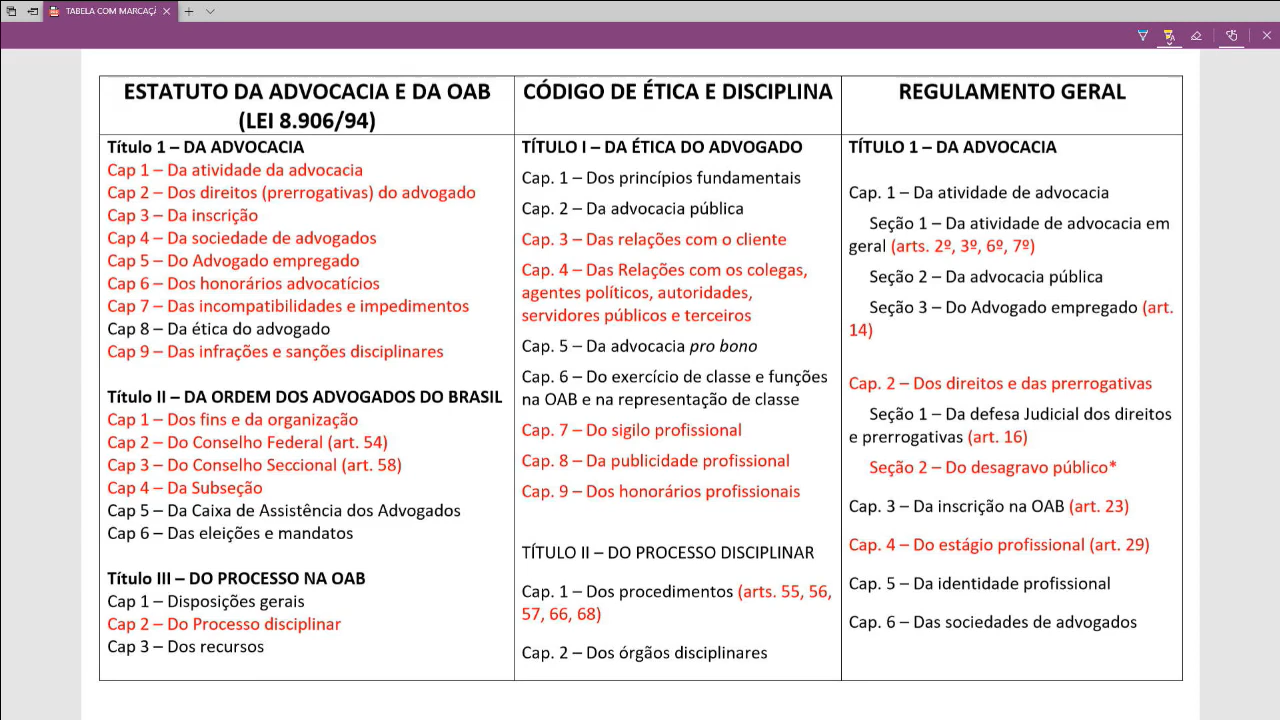 TABELA COM MARCAÇÃ
ESTATUTO DA ADVOCACIA E DA OAB
(LEI 8.906/94)
Título 1 – DA ADVOCACIA
Cap 1 – Da atividade da advocacia
Cap 2 – Dos direitos (prerrogativas) do advogado
Cap 3 – Da inscrição
Cap 4 – Da sociedade de advogados
Cap 5 – Do Advogado empregado
Cap 6 – Dos honorários advocatícios
Cap 7 – Das incompatibilidades e impedimentos
Cap 8 – Da ética do advogado
Cap 9 – Das infrações e sanções disciplinares
Título II – DA ORDEM DOS ADVOGADOS DO BRASIL
Cap 1 – Dos fins e da organização
Cap 2 – Do Conselho Federal (art. 54)
Cap 3 – Do Conselho Seccional (art. 58)
Cap 4 – Da Subseção
Cap 5 – Da Caixa de Assistência dos Advogados
Cap 6 – Das eleições e mandatos
Título III – DO PROCESSO NA OAB
Cap 1 – Disposições gerais
Cap 2 – Do Processo disciplinar
Cap 3 – Dos recursos
CÓDIGO DE ÉTICA E DISCIPLINA
TÍTULO I – DA ÉTICA DO ADVOGADO
Cap. 1 – Dos princípios fundamentais
Cap. 2 – Da advocacia pública
Cap. 3 – Das relações com o cliente
Cap. 4 – Das Relações com os colegas,
agentes políticos, autoridades,
servidores públicos e terceiros
Cap. 5 – Da advocacia pro bono
Cap. 6 – Do exercício de classe e funções
na OAB e na representação de classe
Cap. 7 – Do sigilo profissional
Cap. 8 – Da publicidade profissional
Cap. 9 – Dos honorários profissionais
TÍTULO II – DO PROCESSO DISCIPLINAR
Cap. 1 – Dos procedimentos (arts. 55, 56,
57, 66, 68)
Cap. 2 – Dos órgãos disciplinares
REGULAMENTO GERAL
TÍTULO 1 – DA ADVOCACIA
Cap. 1 – Da atividade de advocacia
Seção 1 – Da atividade de advocacia em
geral (arts. 2º, 3º, 6º, 7º)
Seção 2 – Da advocacia pública
Seção 3 – Do Advogado empregado (art.
14)
Cap. 2 – Dos direitos e das prerrogativas
Seção 1 – Da defesa Judicial dos direitos
e prerrogativas (art. 16)
Seção 2 – Do desagravo público*
Cap. 3 – Da inscrição na OAB (art. 23)
Cap. 4 – Do estágio profissional (art. 29)
Cap. 5 – Da identidade profissional
Cap. 6 – Das sociedades de advogados